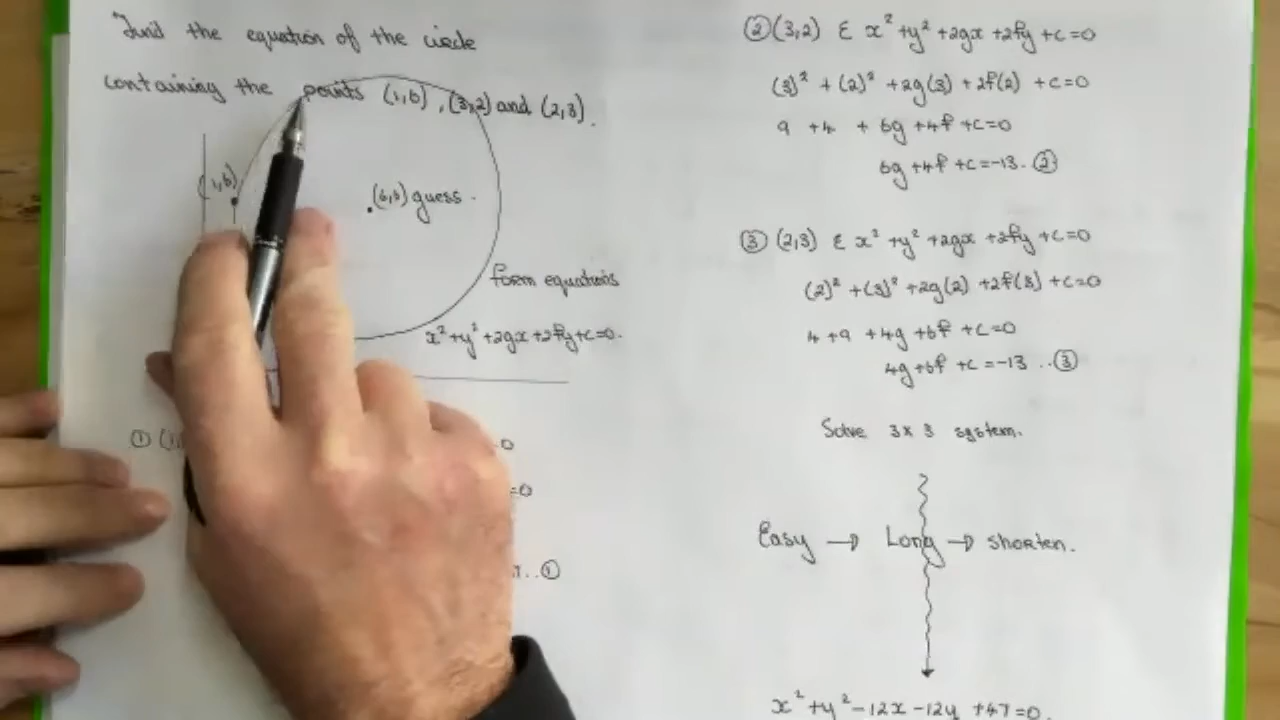 Find the equation of the circle
containing the points (1,6), (3,2) and (2,3).
(1,6)
(6,6) guess.
form equations
x²+y²+2gx+2fy+c=0.
①
0
=0
..①
② (3,2) ε x²+y²+2gx+2fy+c=0
(3)²+(2)²+2g(3)+2f(2)+c=0
9+4+6g+4f+c=0
6g+4f+c=-13. ②
③ (2,3) ε x²+y²+2gx+2fy+c=0
(2)²+(3)²+2g(2)+2f(3)+c=0
4+9+4g+6f+c=0
4g+6f+c=-13 ..③
Solve 3x3 system.
Easy → Long → shorten.
x²+y²-12x-12y+47=0.